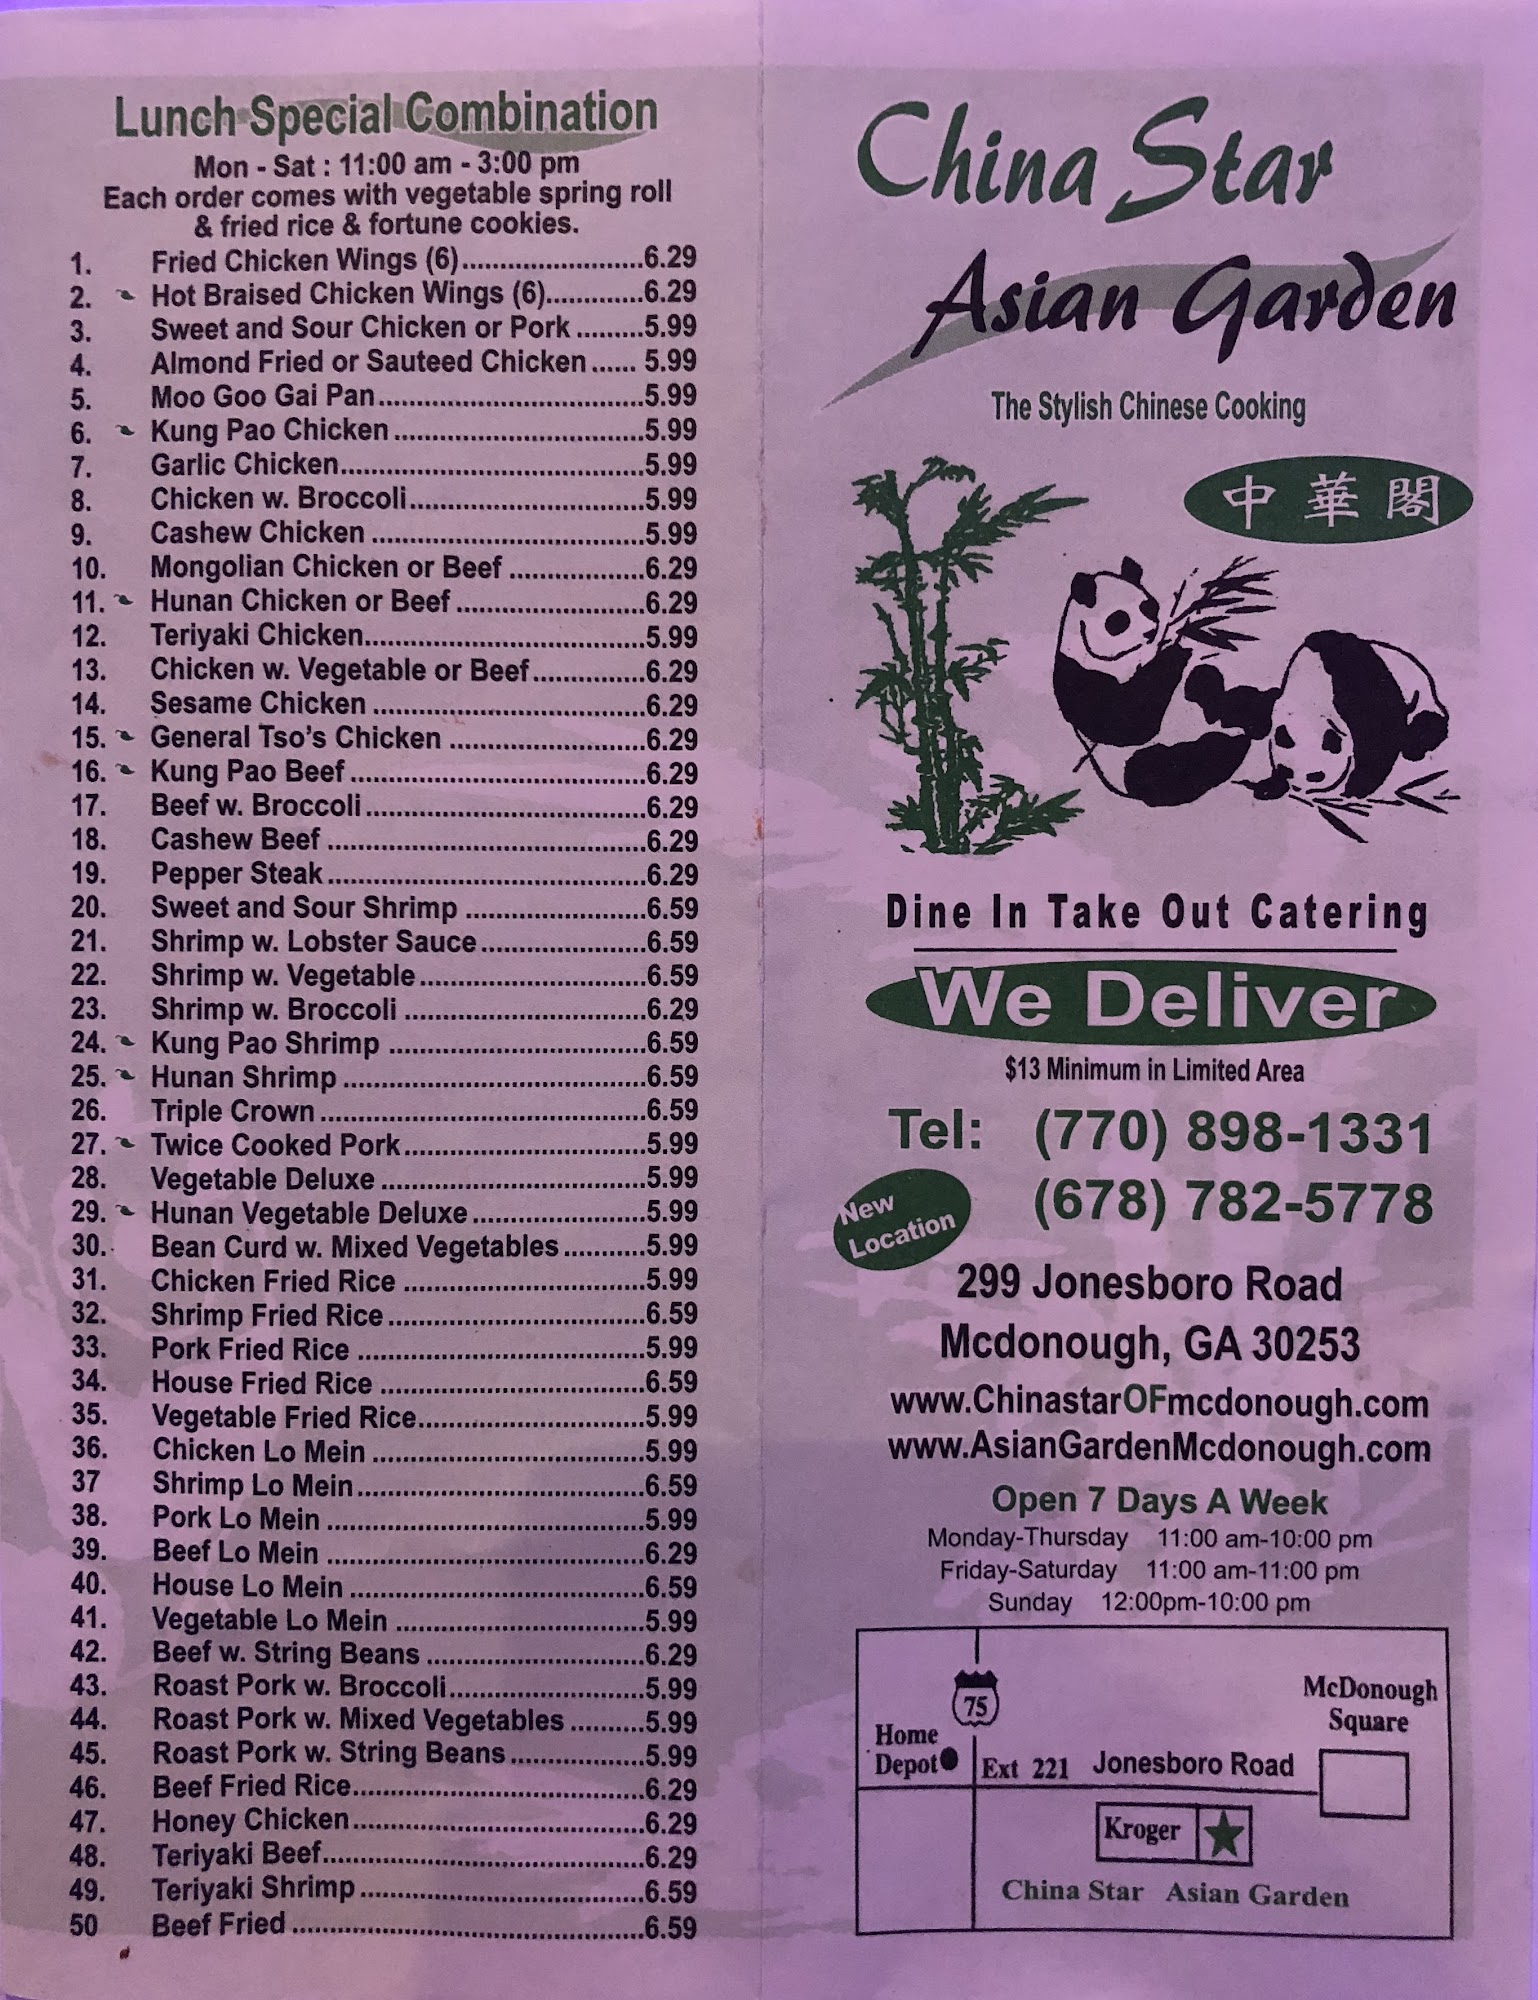 Lunch Special Combination
Mon - Sat : 11:00 am - 3:00 pm
Each order comes with vegetable spring roll
& fried rice & fortune cookies.
1. Fried Chicken Wings (6)........................6.29
2. Hot Braised Chicken Wings (6).............6.29
3. Sweet and Sour Chicken or Pork .........5.99
4. Almond Fried or Sauteed Chicken ...... 5.99
5. Moo Goo Gai Pan...................................5.99
6. Kung Pao Chicken .................................5.99
7. Garlic Chicken........................................5.99
8. Chicken w. Broccoli...............................5.99
9. Cashew Chicken ....................................5.99
10. Mongolian Chicken or Beef ..................6.29
11. Hunan Chicken or Beef .........................6.29
12. Teriyaki Chicken.....................................5.99
13. Chicken w. Vegetable or Beef...............6.29
14. Sesame Chicken ....................................6.29
15. General Tso's Chicken ..........................6.29
16. Kung Pao Beef .......................................6.29
17. Beef w. Broccoli.....................................6.29
18. Cashew Beef ..........................................6.29
19. Pepper Steak ..........................................6.29
20. Sweet and Sour Shrimp ........................6.59
21. Shrimp w. Lobster Sauce......................6.59
22. Shrimp w. Vegetable..............................6.59
23. Shrimp w. Broccoli ................................6.29
24. Kung Pao Shrimp ..................................6.59
25. Hunan Shrimp ........................................6.59
26. Triple Crown ...........................................6.59
27. Twice Cooked Pork................................5.99
28. Vegetable Deluxe ...................................5.99
29. Hunan Vegetable Deluxe.......................5.99
30. Bean Curd w. Mixed Vegetables...........5.99
31. Chicken Fried Rice ................................5.99
32. Shrimp Fried Rice ..................................6.59
33. Pork Fried Rice ......................................5.99
34. House Fried Rice ...................................6.59
35. Vegetable Fried Rice..............................5.99
36. Chicken Lo Mein ....................................5.99
37 Shrimp Lo Mein......................................6.59
38. Pork Lo Mein ..........................................5.99
39. Beef Lo Mein ..........................................6.29
40. House Lo Mein .......................................6.59
41. Vegetable Lo Mein .................................5.99
42. Beef w. String Beans .............................6.29
43. Roast Pork w. Broccoli..........................5.99
44. Roast Pork w. Mixed Vegetables ..........5.99
45. Roast Pork w. String Beans..................5.99
46. Beef Fried Rice.......................................6.29
47. Honey Chicken.......................................6.29
48. Teriyaki Beef...........................................6.29
49. Teriyaki Shrimp ......................................6.59
50 Beef Fried ...............................................6.59
China Star
Asian Garden
The Stylish Chinese Cooking
中華閣
Dine In Take Out Catering
We Deliver
$13 Minimum in Limited Area
Tel: (770) 898-1331
(678) 782-5778
New
Location
299 Jonesboro Road
Mcdonough, GA 30253
www.ChinastarOFmcdonough.com
www.AsianGardenMcdonough.com
Open 7 Days A Week
Monday-Thursday 11:00 am-10:00 pm
Friday-Saturday 11:00 am-11:00 pm
Sunday 12:00pm-10:00 pm
75
McDonough
Square
Home
Depot
Ext 221 Jonesboro Road
Kroger
China Star Asian Garden